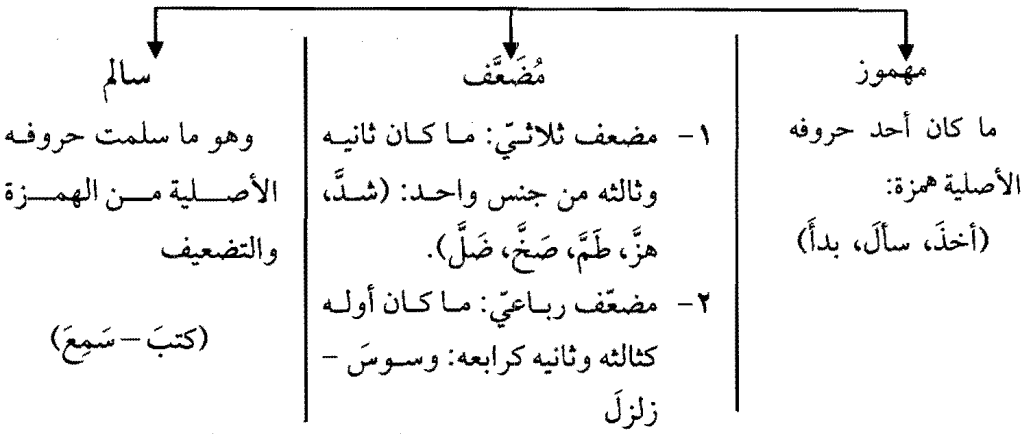 مهموز
ما كان أحد حروفه
الأصلية همزة:
(أخذَ، سألَ، بدأَ)
مُضَعَّف
١- مضعف ثلاثيّ: ما كان ثانيه
وثالثه من جنس واحد: (شدَّ،
هزَّ، طَمَّ، صَخَّ، ضَلَّ).
٢- مضعّف رباعيّ: ما كان أوله
كثالثه وثانيه كرابعه: وسوسَ -
زلزلَ
سالم
وهو ما سلمت حروفه
الأصلية من الهمزة
والتضعيف
(كتبَ – سَمِعَ)